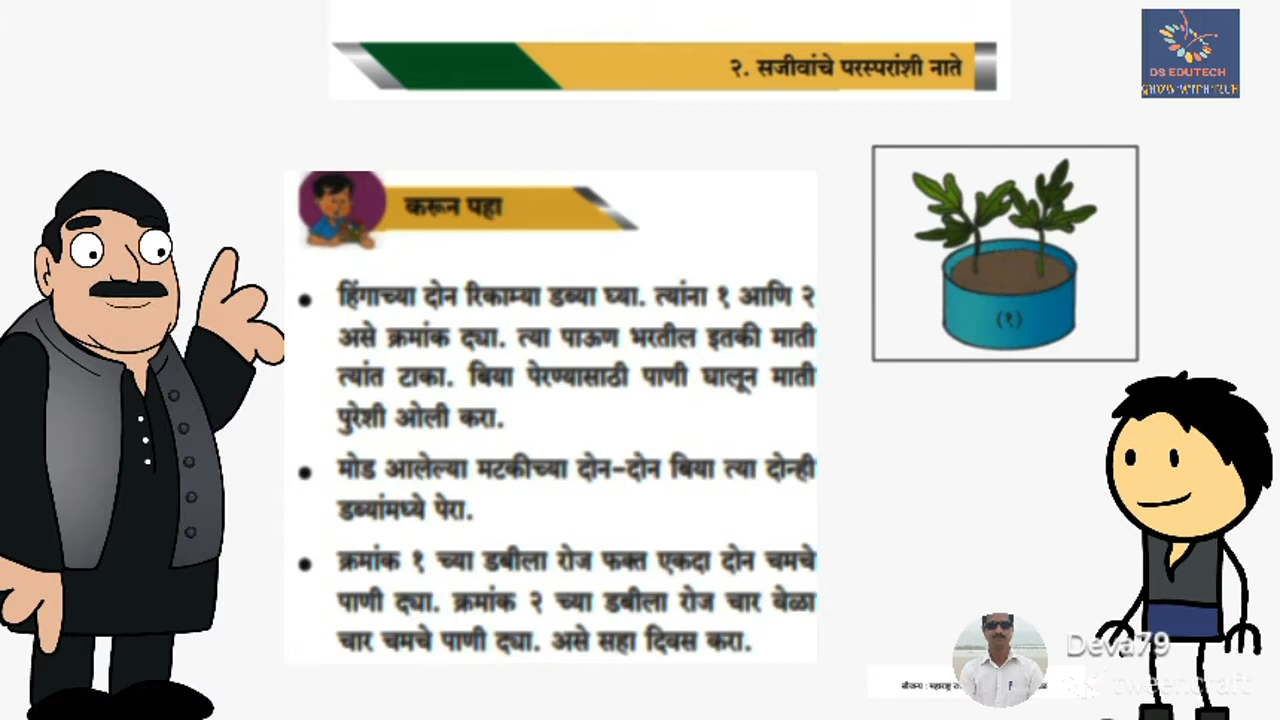 २. सजीवांचे परस्परांशी नाते
DS EDUTECH
करून पहा
(१)
• हिंगाच्या दोन रिकाम्या डब्या घ्या. त्यांना १ आणि २
असे क्रमांक द्या. त्या पाऊण भरतील इतकी माती
त्यांत टाका. बिया पेरण्यासाठी पाणी घालून माती
पुरेशी ओली करा.
• मोड आलेल्या मटकीच्या दोन-दोन बिया त्या दोन्ही
डब्यांमध्ये पेरा.
• क्रमांक १ च्या डबीला रोज फक्त एकदा दोन चमचे
पाणी द्या. क्रमांक २ च्या डबीला रोज चार वेळा
चार चमचे पाणी द्या. असे सहा दिवस करा.
Deva79
tweencraft